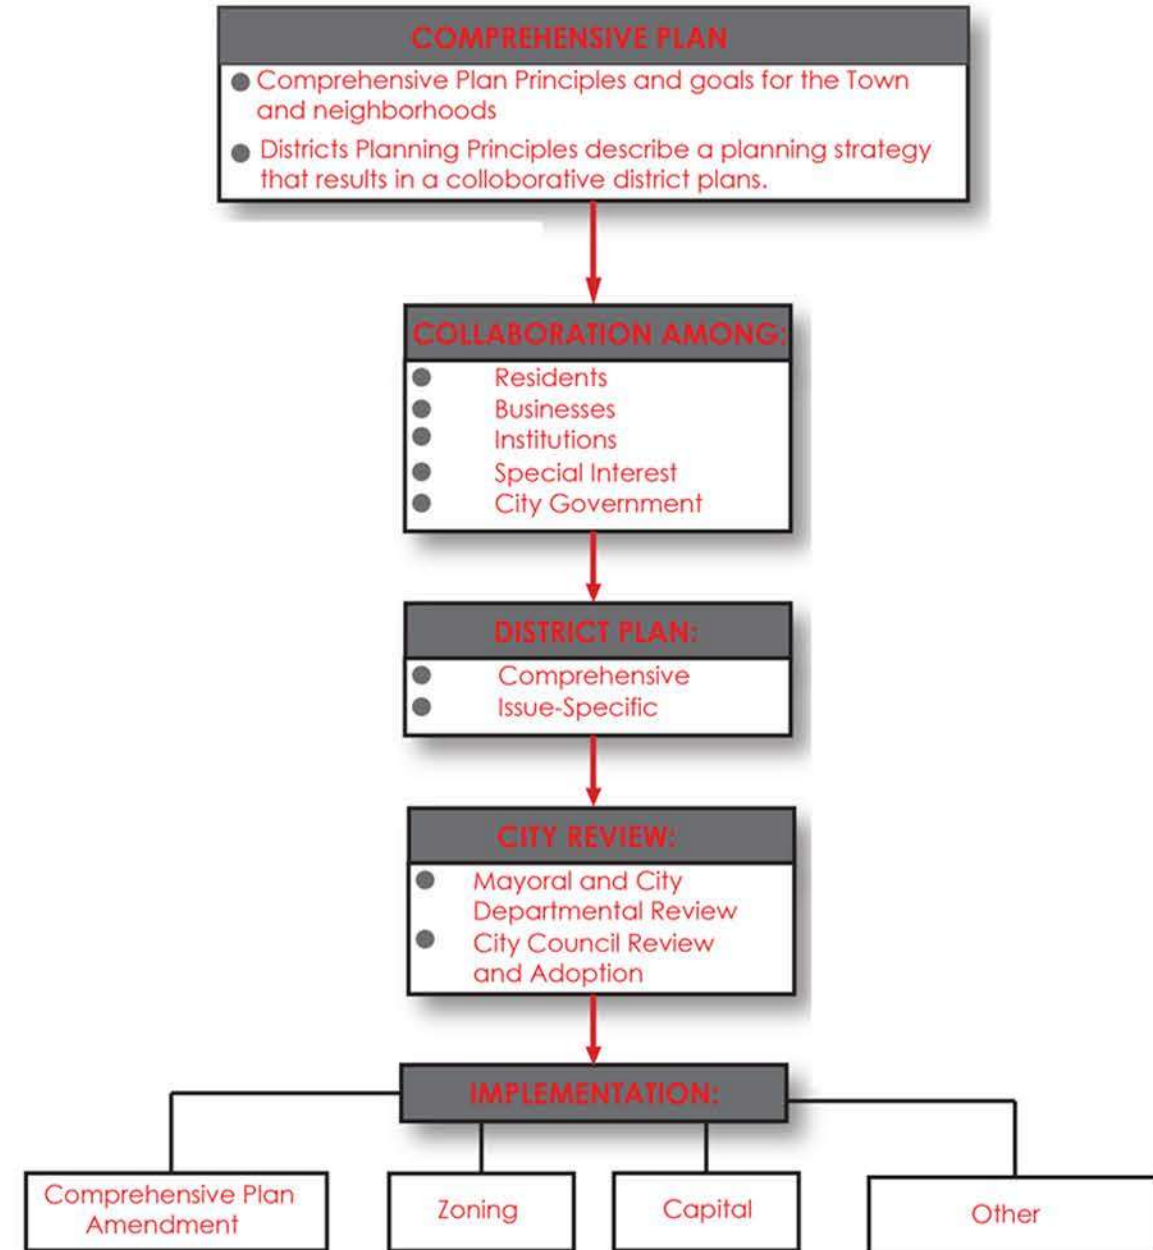 COMPREHENSIVE PLAN
Comprehensive Plan Principles and goals for the Town
and neighborhoods
Districts Planning Principles describe a planning strategy
that results in a colloborative district plans.
COLLABORATION AMONG:
Residents
Businesses
Institutions
Special Interest
City Government
DISTRICT PLAN:
Comprehensive
Issue-Specific
CITY REVIEW:
Mayoral and City
Departmental Review
City Council Review
and Adoption
IMPLEMENTATION:
Comprehensive Plan
Amendment
Zoning
Capital
Other